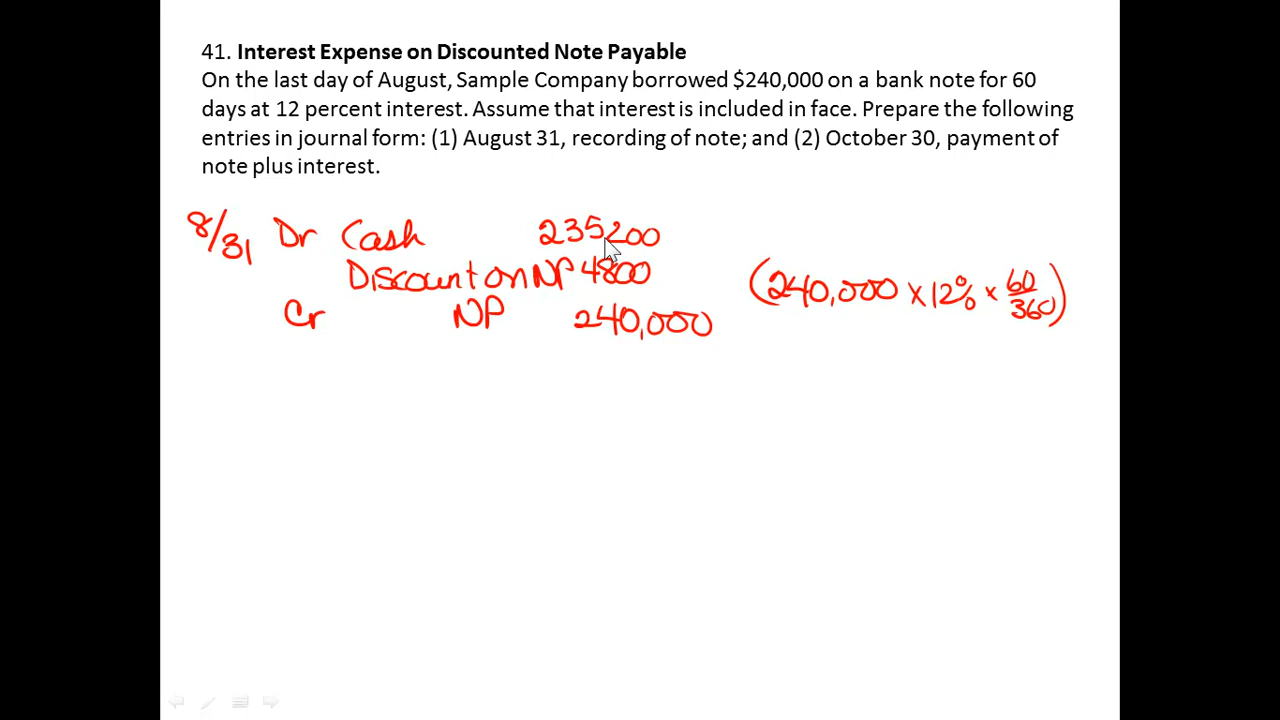 41. Interest Expense on Discounted Note Payable
On the last day of August, Sample Company borrowed $240,000 on a bank note for 60
days at 12 percent interest. Assume that interest is included in face. Prepare the following
entries in journal form: (1) August 31, recording of note; and (2) October 30, payment of
note plus interest.
8/31 Dr Cash 235200
Discount on NP 4800 (240,000 x 12% x 60/360)
Cr NP 240,000